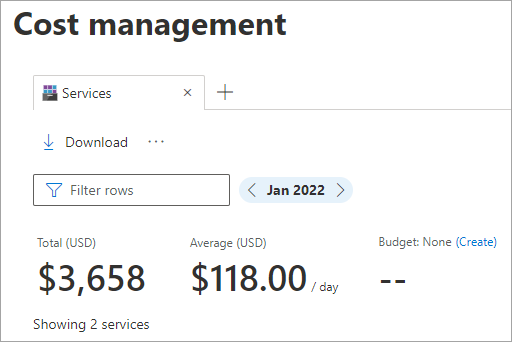 Cost management
Services
Download
Filter rows
Jan 2022
Total (USD) Average (USD) Budget: None (Create)
$3,658 $118.00 / day --
Showing 2 services